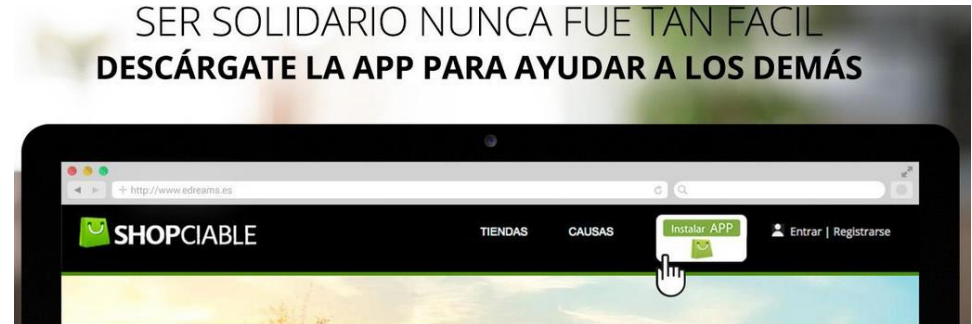 SER SOLIDARIO NUNCA FUE TAN FACIL
DESCÁRGATE LA APP PARA AYUDAR A LOS DEMÁS
http://www.edreams.es
SHOPCIABLE
TIENDAS
CAUSAS
Instalar APP
Entrar | Registrarse